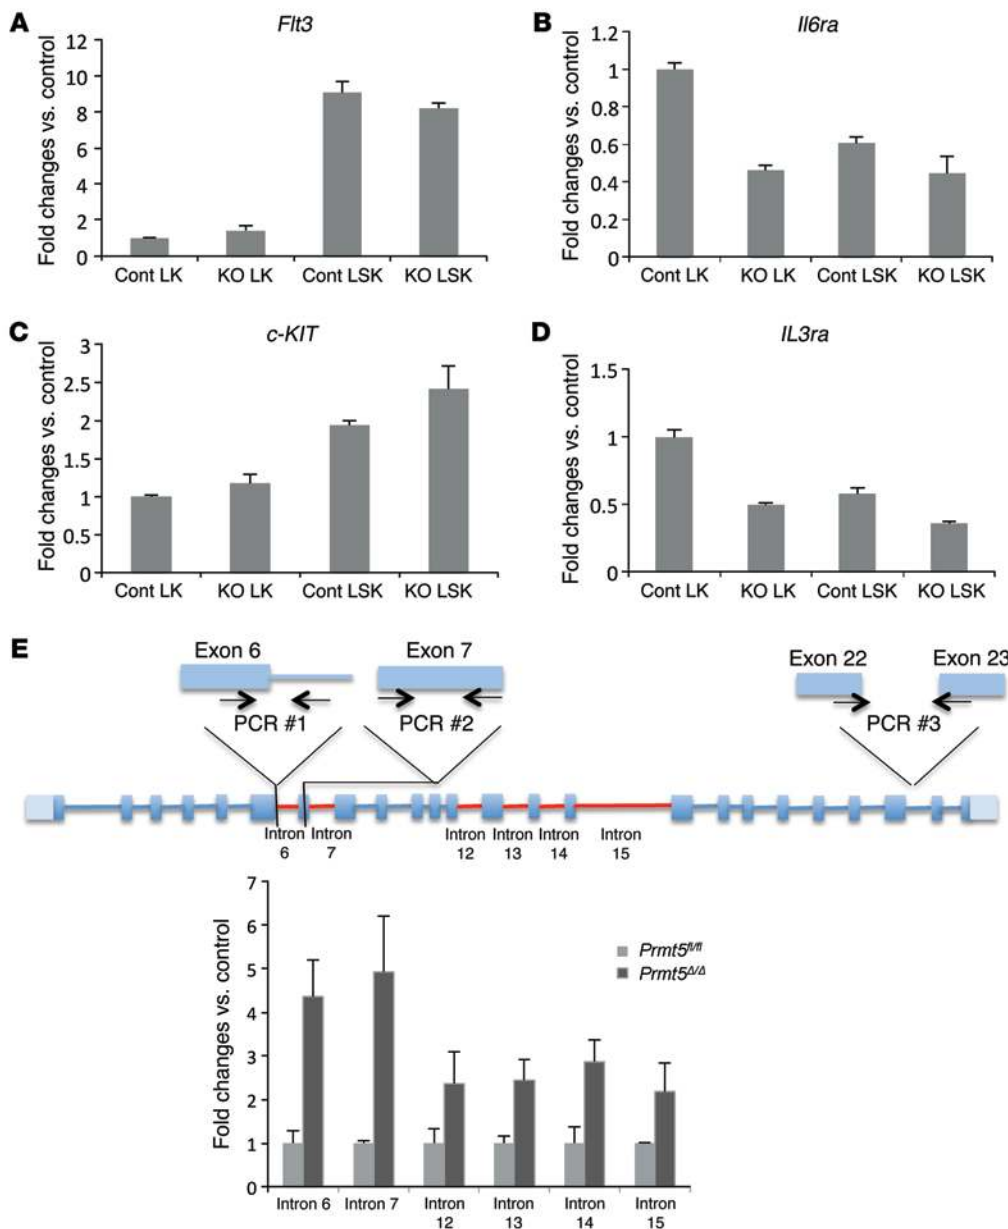 A
Flt3
Fold changes vs. control
12
10
8
6
4
2
0
Cont LK KO LK Cont LSK KO LSK
B
Il6ra
Fold changes vs. control
1.2
1
0.8
0.6
0.4
0.2
0
Cont LK KO LK Cont LSK KO LSK
C
c-KIT
Fold changes vs. control
3
2.5
2
1.5
1
0.5
0
Cont LK KO LK Cont LSK KO LSK
D
IL3ra
Fold changes vs. control
1.5
1
0.5
0
Cont LK KO LK Cont LSK KO LSK
E
Exon 6 Exon 7 Exon 22 Exon 23
PCR #1 PCR #2 PCR #3
Intron 6
Intron 7
Intron 12
Intron 13
Intron 14
Intron 15
Fold changes vs. control
7
6
5
4
3
2
1
0
Prmt5fl/fl
Prmt5Δ/Δ
Intron 6 Intron 7 Intron 12 Intron 13 Intron 14 Intron 15